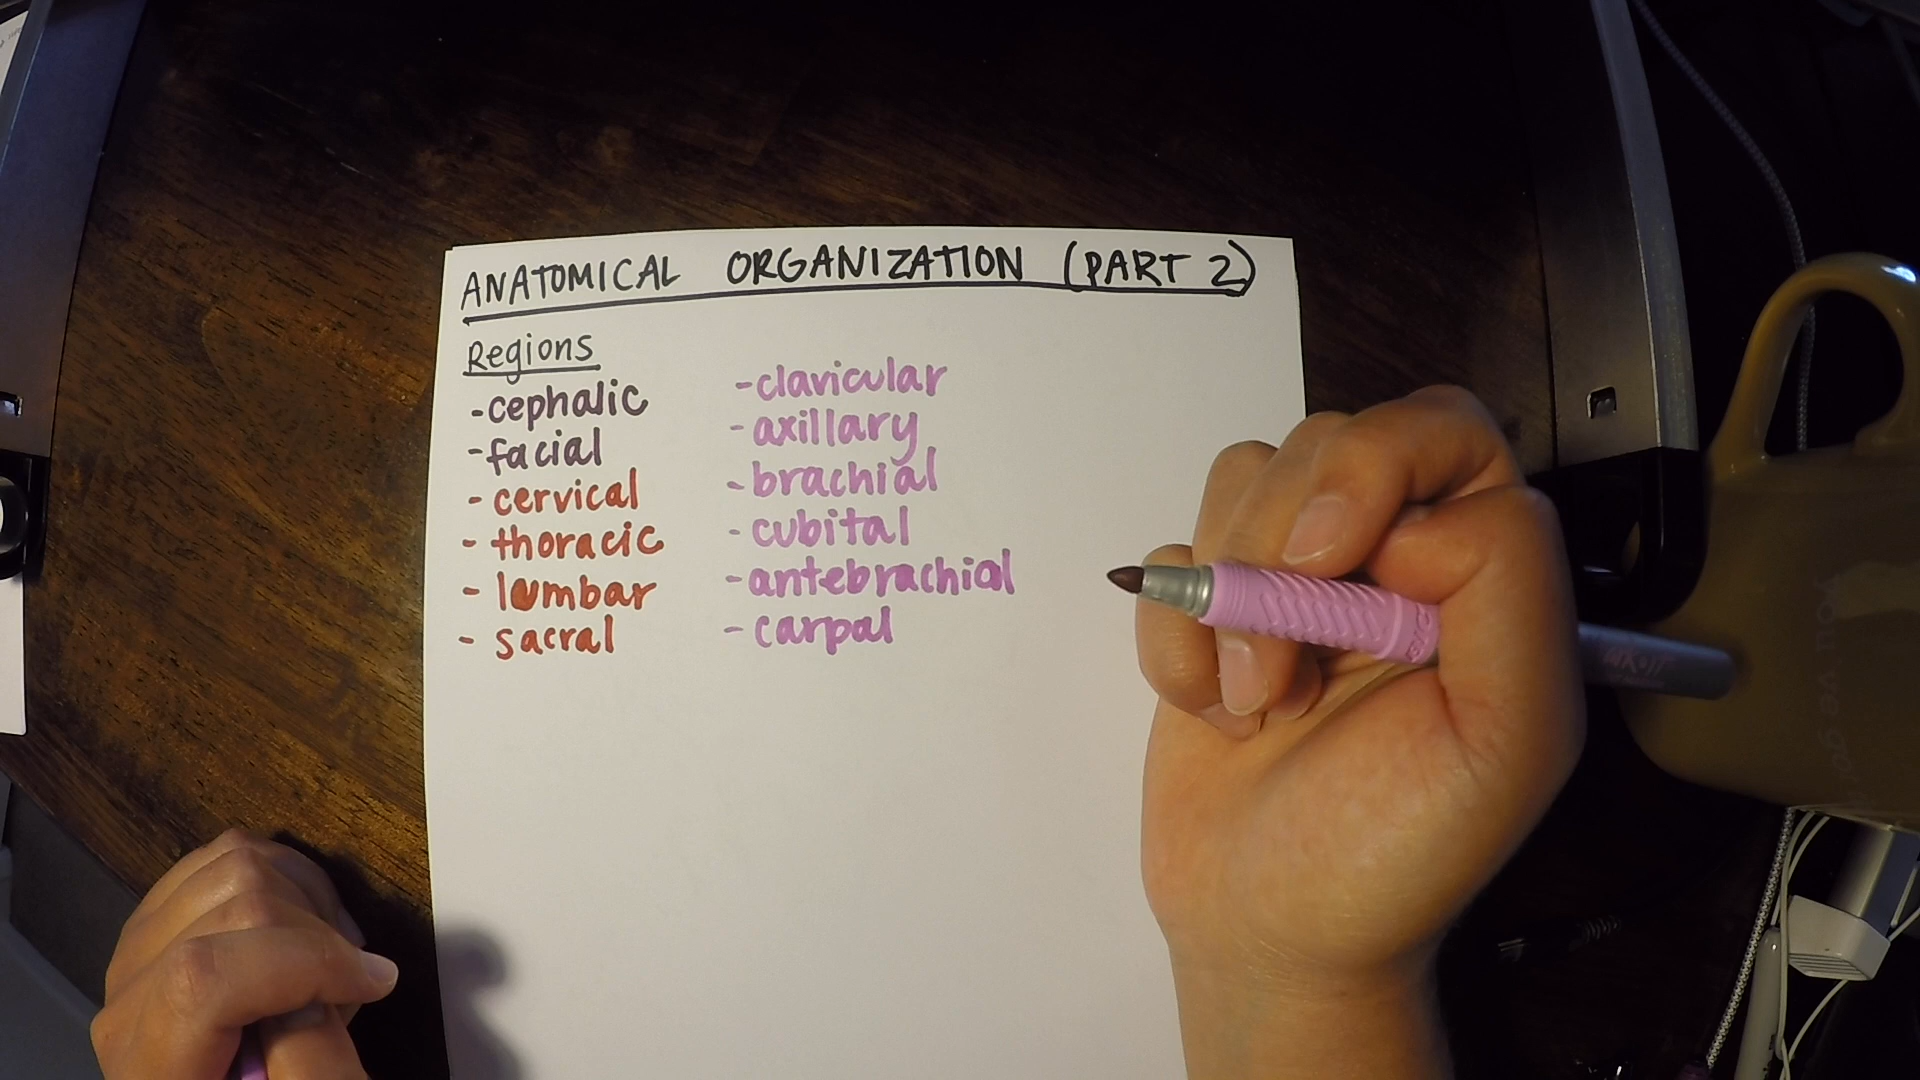 ANATOMICAL ORGANIZATION (PART 2)
Regions
-cephalic
-facial
- cervical
- thoracic
- lumbar
- sacral
-clavicular
-axillary
-brachial
-cubital
-antebrachial
-carpal